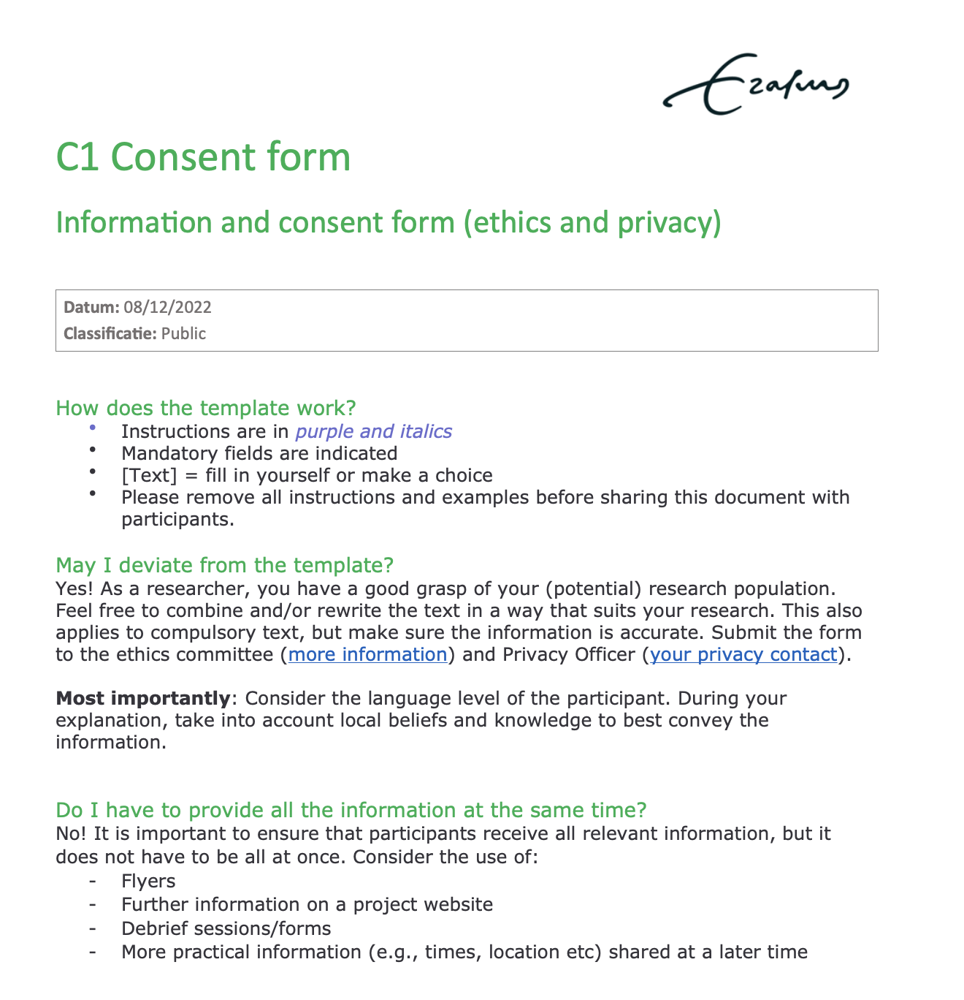 Erasmus
C1 Consent form
Information and consent form (ethics and privacy)
Datum: 08/12/2022
Classificatie: Public
How does the template work?
• Instructions are in purple and italics
• Mandatory fields are indicated
• [Text] = fill in yourself or make a choice
• Please remove all instructions and examples before sharing this document with
participants.
May I deviate from the template?
Yes! As a researcher, you have a good grasp of your (potential) research population.
Feel free to combine and/or rewrite the text in a way that suits your research. This also
applies to compulsory text, but make sure the information is accurate. Submit the form
to the ethics committee (more information) and Privacy Officer (your privacy contact).
Most importantly: Consider the language level of the participant. During your
explanation, take into account local beliefs and knowledge to best convey the
information.
Do I have to provide all the information at the same time?
No! It is important to ensure that participants receive all relevant information, but it
does not have to be all at once. Consider the use of:
- Flyers
- Further information on a project website
- Debrief sessions/forms
- More practical information (e.g., times, location etc) shared at a later time